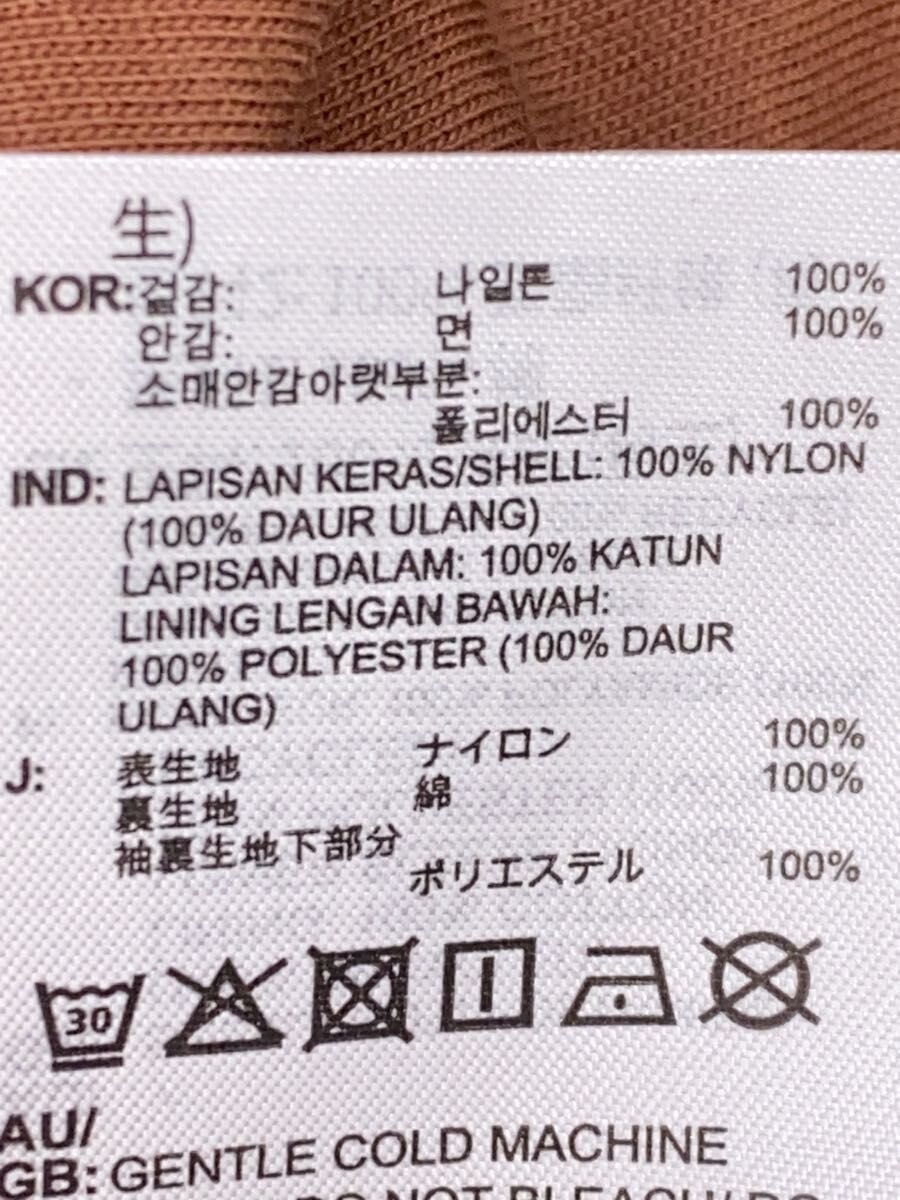 生)
KOR:겉감: 나일론 100%
안감: 면 100%
소매안감아랫부분:
폴리에스터 100%
IND: LAPISAN KERAS/SHELL: 100% NYLON
(100% DAUR ULANG)
LAPISAN DALAM: 100% KATUN
LINING LENGAN BAWAH:
100% POLYESTER (100% DAUR
ULANG)
J: 表生地 ナイロン 100%
裏生地 綿 100%
袖裏生地下部分
ポリエステル 100%
30
AU/
GB: GENTLE COLD MACHINE
DO NOT BLEACH/DO